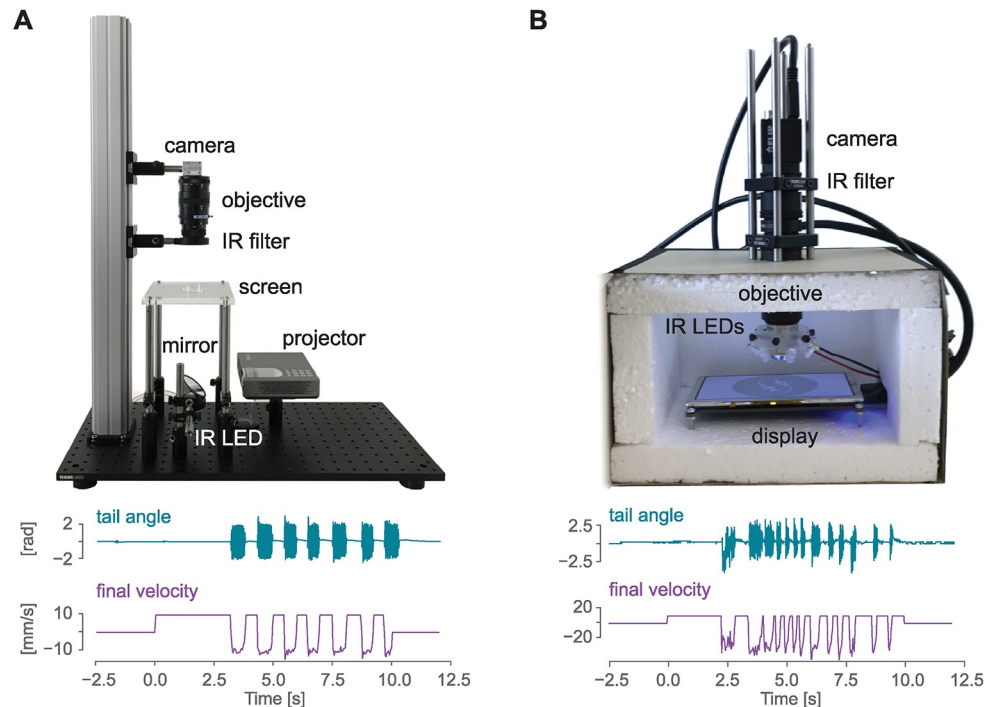 A
camera
objective
IR filter
screen
mirror
projector
IR LED
THORLABS
tail angle
[rad]
2
−2
final velocity
[mm/s]
10
−10
−2.5 0.0 2.5 5.0 7.5 10.0 12.5
Time [s]
B
camera
IR filter
objective
IR LEDs
display
tail angle
2.5
−2.5
final velocity
20
−20
−2.5 0.0 2.5 5.0 7.5 10.0 12.5
Time [s]